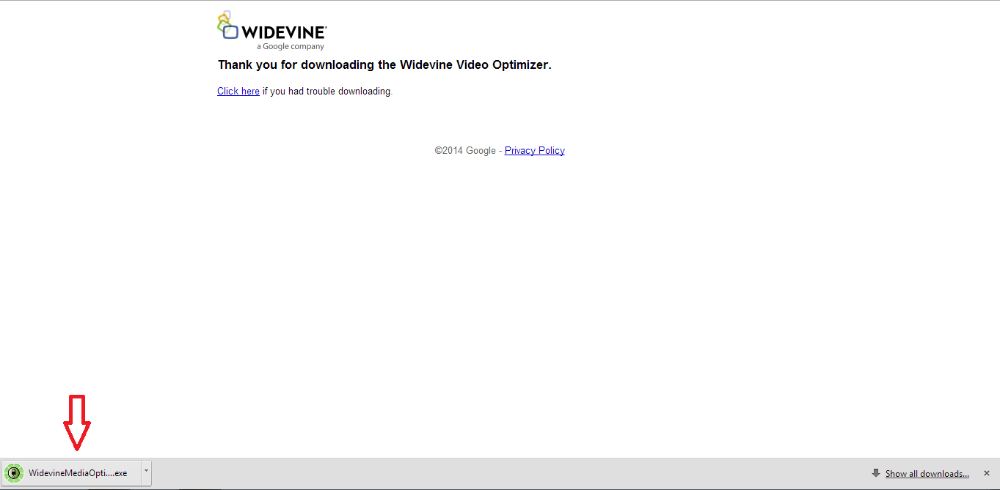 WIDEVINE®
a Google company
Thank you for downloading the Widevine Video Optimizer.
Click here if you had trouble downloading.
©2014 Google - Privacy Policy
WidevineMediaOpti....exe
Show all downloads...